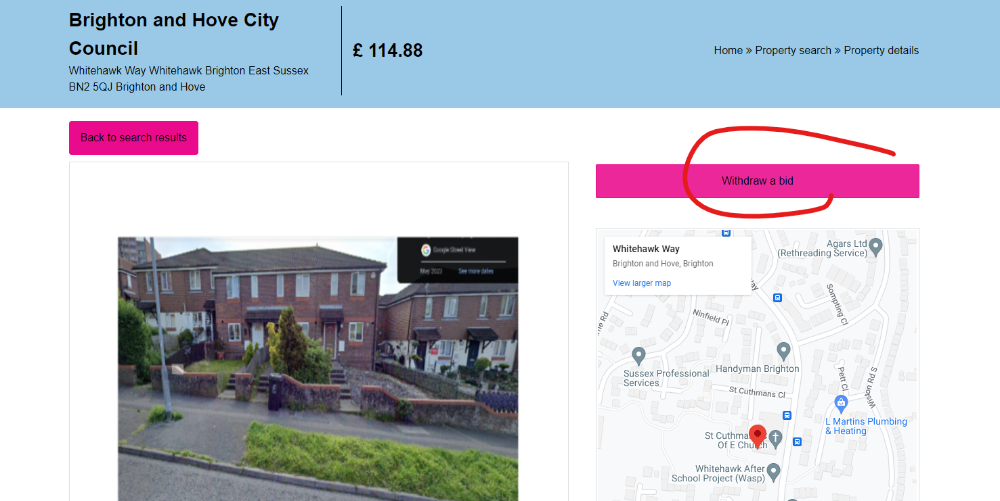 Brighton and Hove City
Council
Whitehawk Way Whitehawk Brighton East Sussex
BN2 5QJ Brighton and Hove
£ 114.88
Home » Property search » Property details
Back to search results
Withdraw a bid
Google Street View
May 2023
See more dates
Whitehawk Way
Brighton and Hove, Brighton
View larger map
Agars Ltd
(Rethreading Service)
Sompting Cl
Ninfield Pl
Handyman Brighton
Sussex Professional
Services
Pett Cl
St Cuthmans Cl
L Martins Plumbing
& Heating
Of E Church
Whitehawk After
School Project (Wasp)